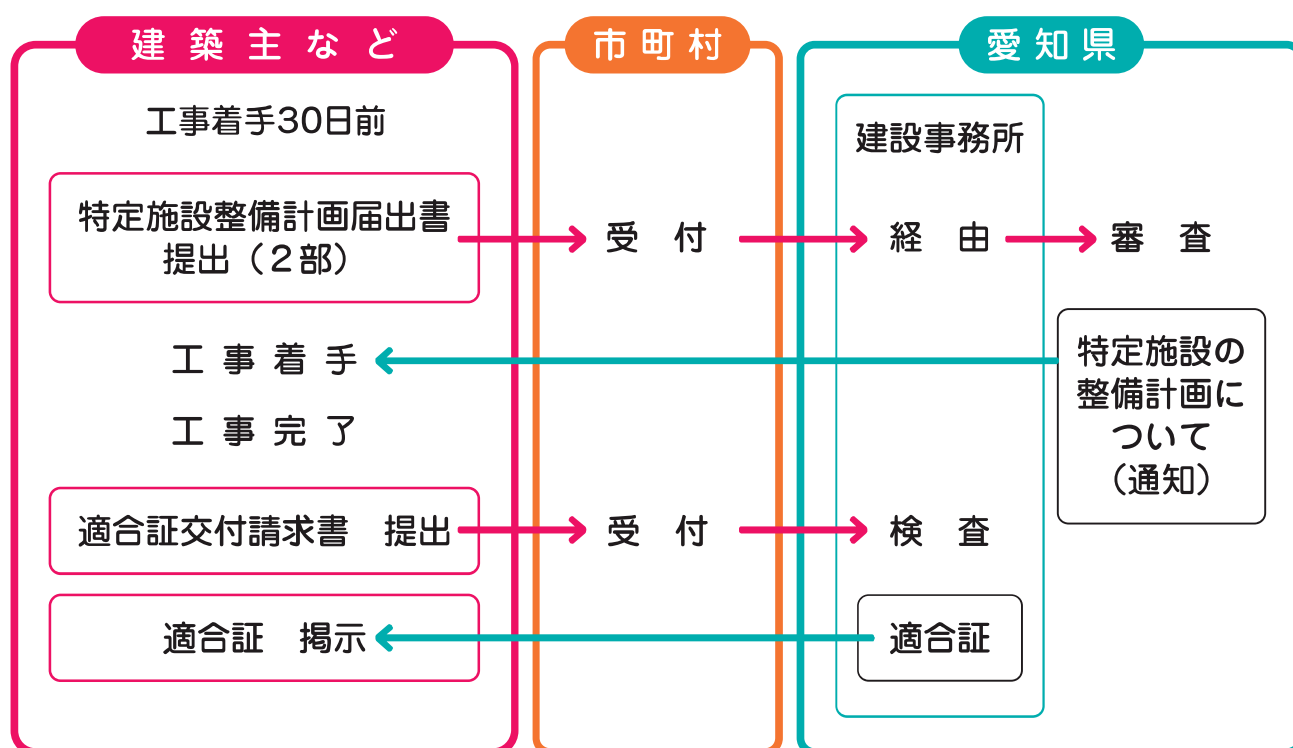 建築主など
市町村
愛知県
工事着手30日前
建設事務所
特定施設整備計画届出書
提出（２部）
受　付
経　由
審　査
工事着手
特定施設の
整備計画に
ついて
（通知）
工事完了
適合証交付請求書　提出
受　付
検　査
適合証　掲示
適合証